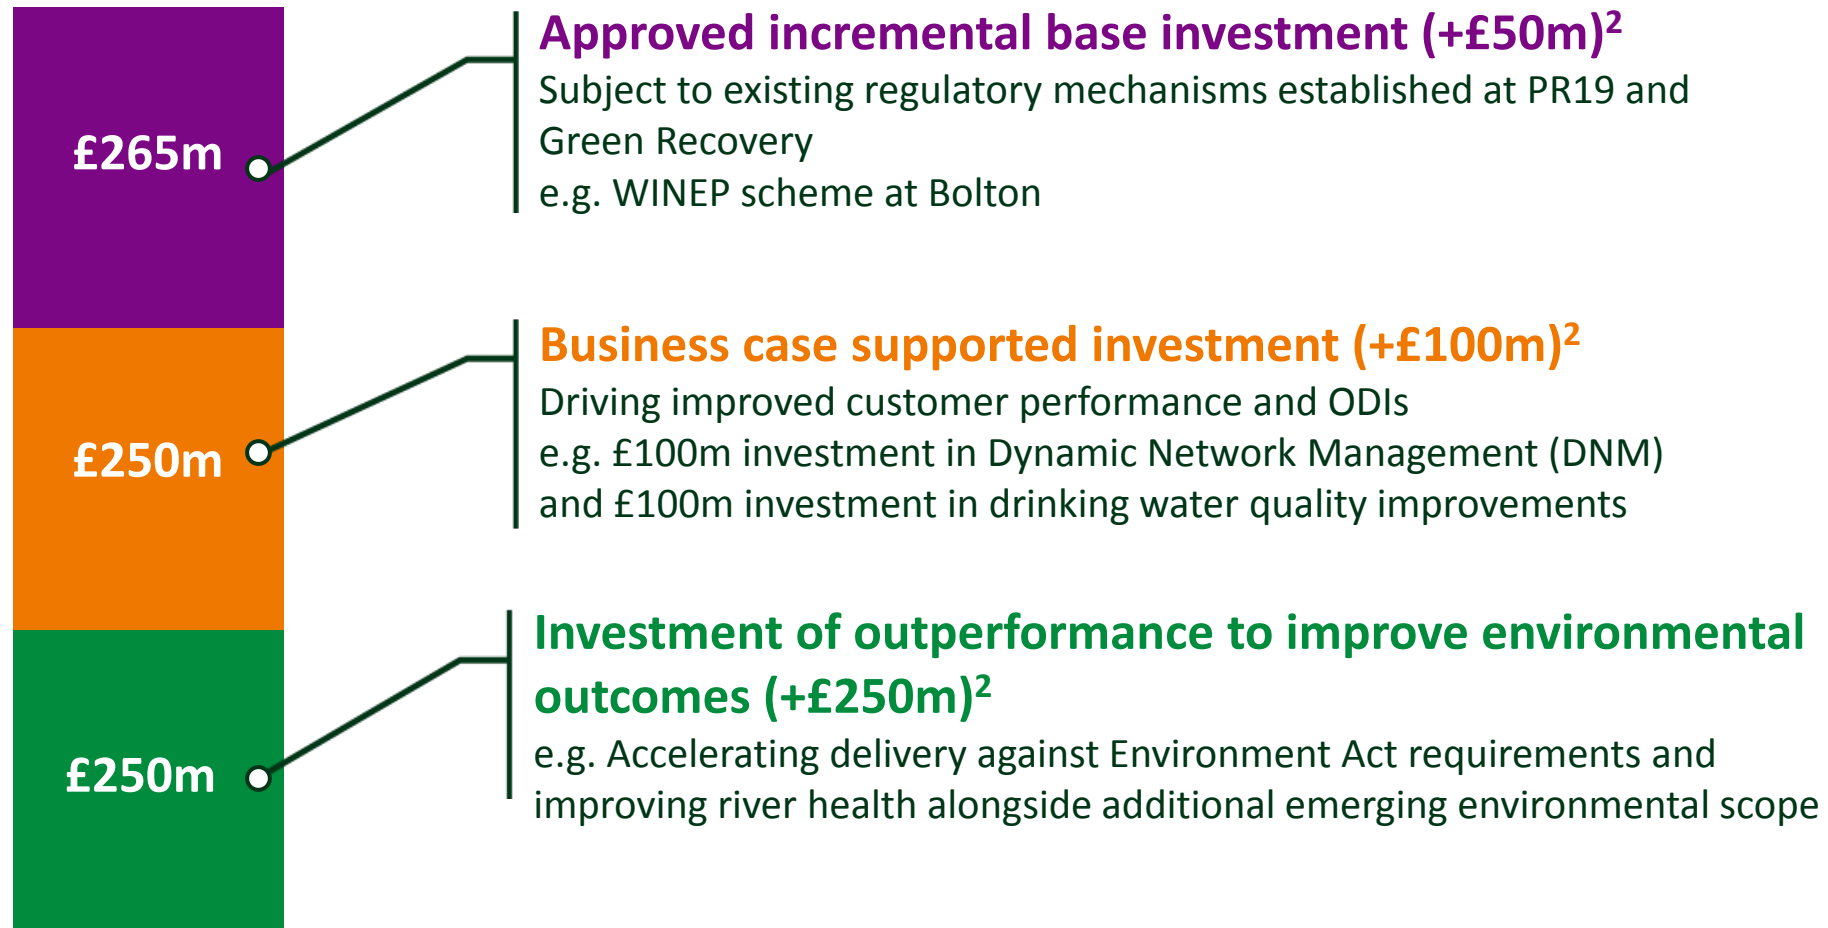 Approved incremental base investment (+£50m)²
Subject to existing regulatory mechanisms established at PR19 and
Green Recovery
e.g. WINEP scheme at Bolton
£265m
Business case supported investment (+£100m)²
Driving improved customer performance and ODIs
e.g. £100m investment in Dynamic Network Management (DNM)
and £100m investment in drinking water quality improvements
£250m
Investment of outperformance to improve environmental
outcomes (+£250m)²
e.g. Accelerating delivery against Environment Act requirements and
improving river health alongside additional emerging environmental scope
£250m